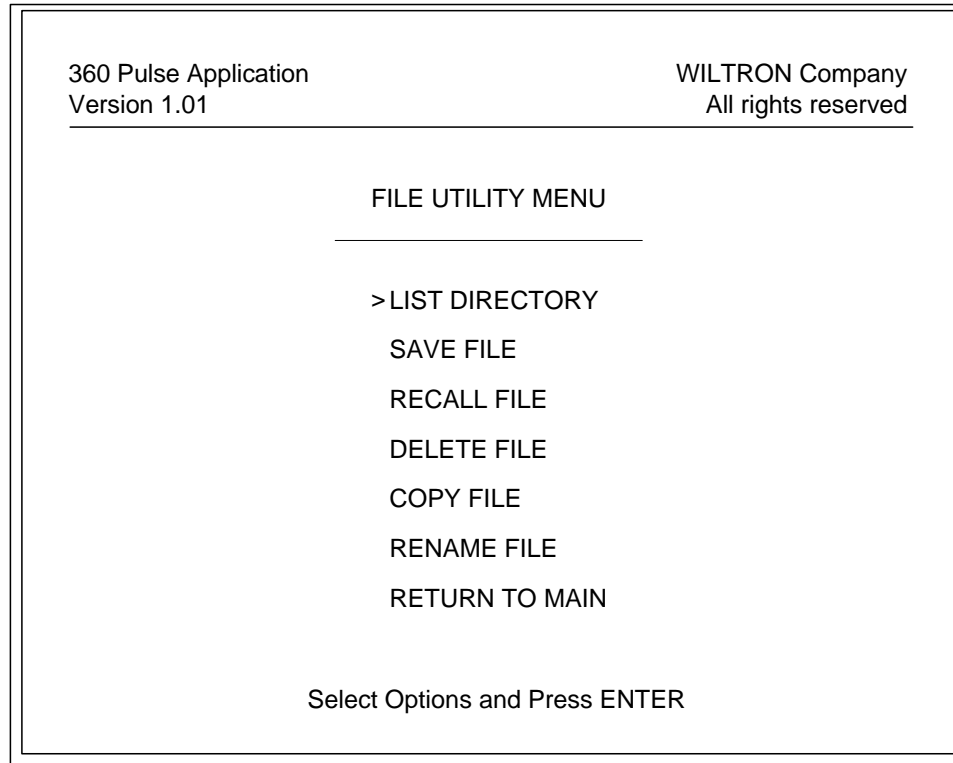 360 Pulse Application WILTRON Company
Version 1.01 All rights reserved
FILE UTILITY MENU
>LIST DIRECTORY
SAVE FILE
RECALL FILE
DELETE FILE
COPY FILE
RENAME FILE
RETURN TO MAIN
Select Options and Press ENTER